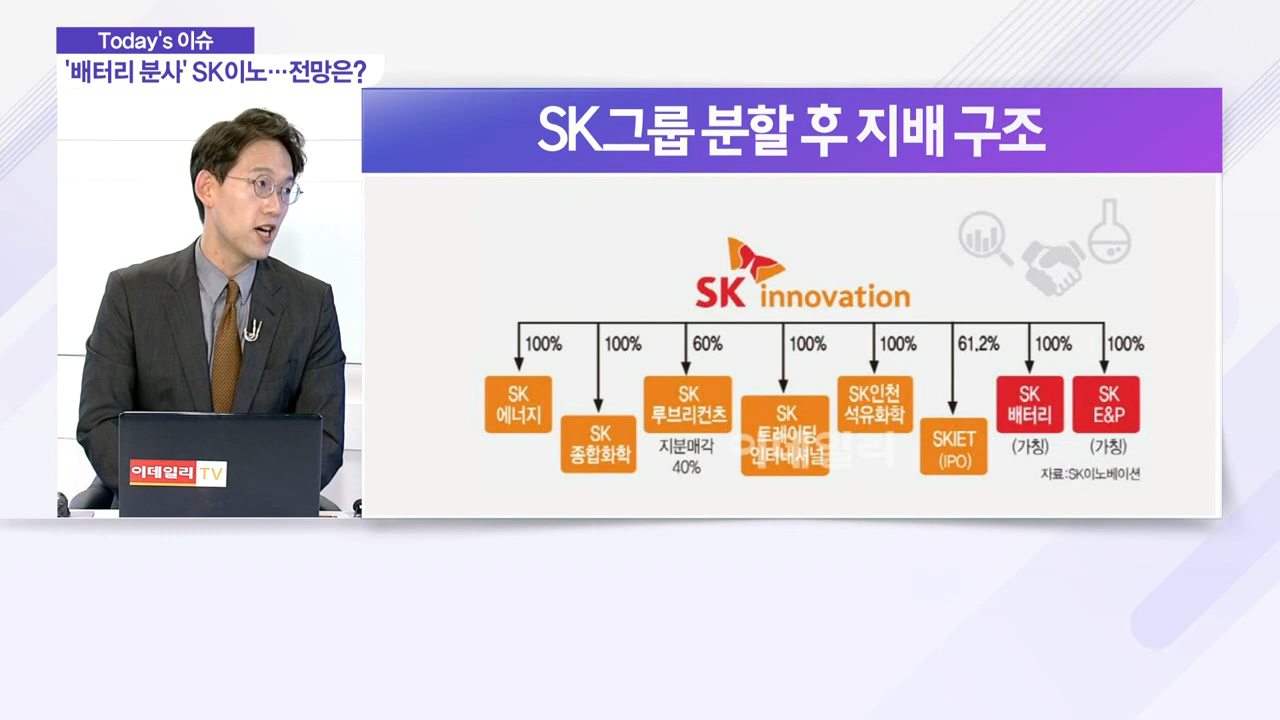 Today's 이슈
'배터리 분사' SK이노…전망은?
SK그룹 분할 후 지배 구조
SK innovation
100%
100%
60%
100%
100%
61.2%
100%
100%
SK
에너지
SK
종합화학
SK
루브리컨츠
지분매각
40%
SK
트레이딩
인터내셔널
SK인천
석유화학
SKIET
(IPO)
SK
배터리
(가칭)
SK
E&P
(가칭)
자료:SK이노베이션
이데일리
이데일리TV